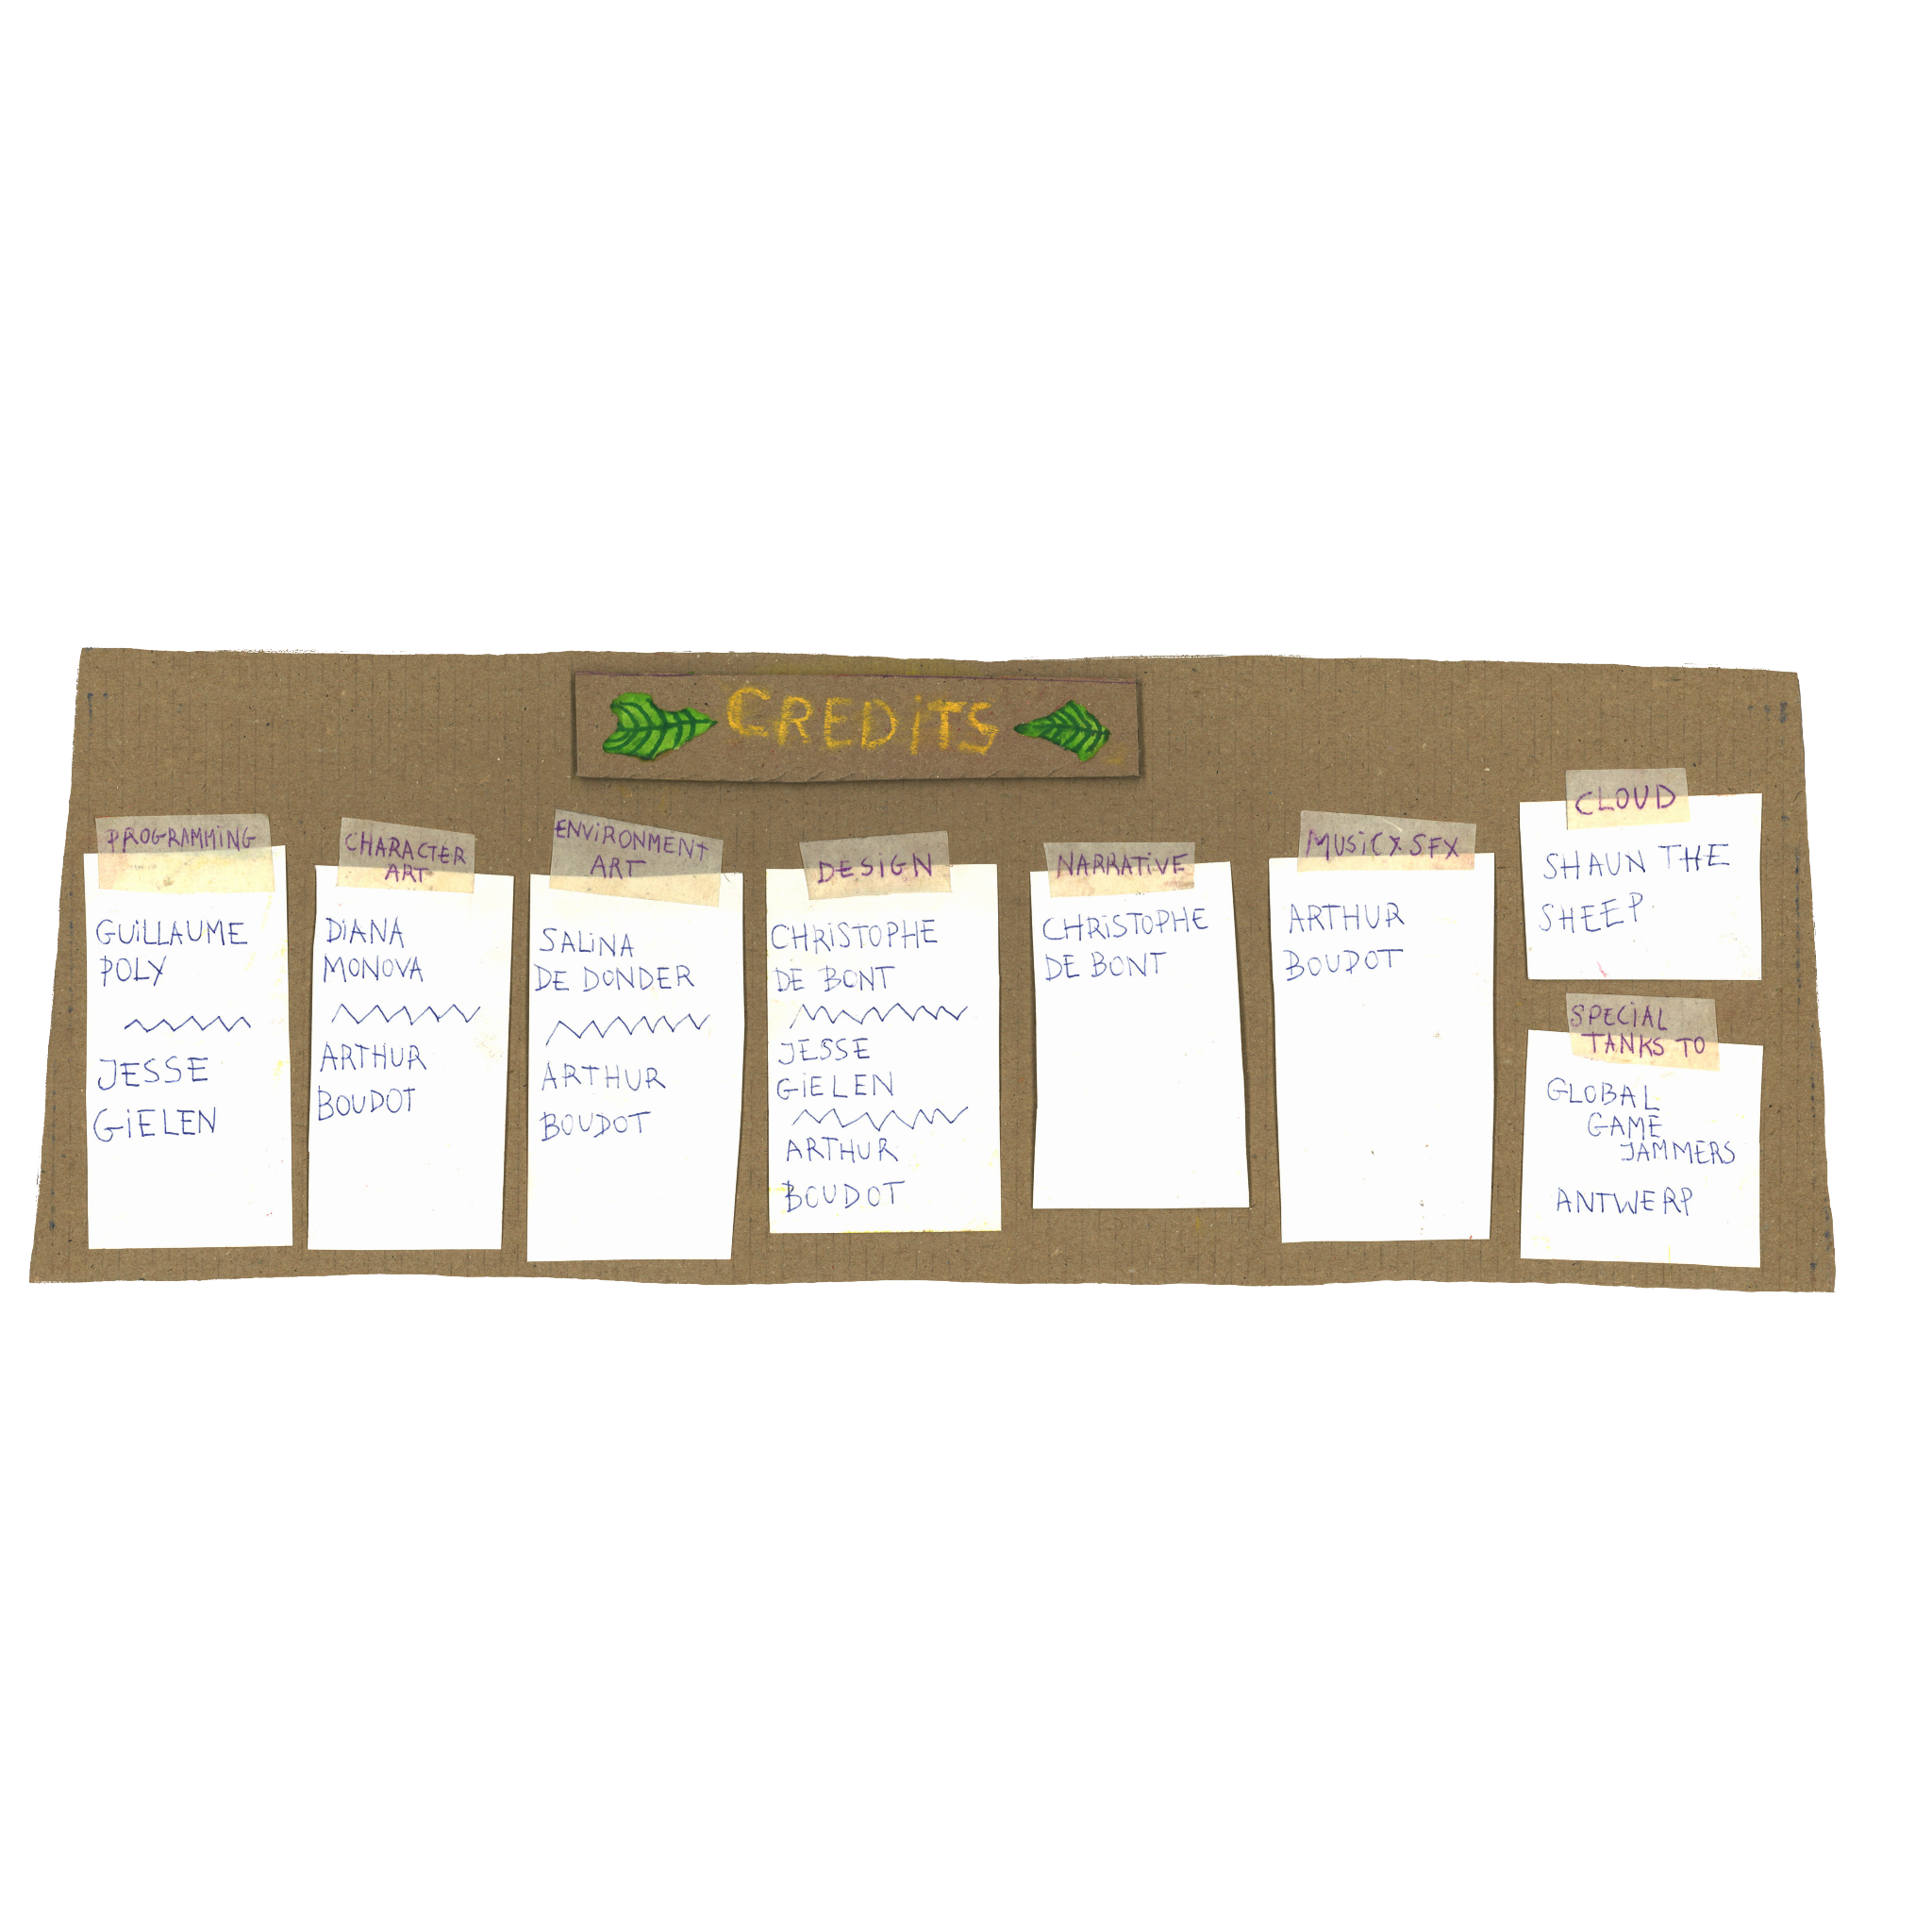 CREDiTS
PROGRAMMiNG
GUiLLAUME
POLY
JESSE
GiELEN
CHARACTER
ART
DiANA
MONOVA
ARTHUR
BOUDOT
ENViRONMENT
ART
SALiNA
DE DONDER
ARTHUR
BOUDOT
DESiGN
CHRiSTOPHE
DE BONT
JESSE
GiELEN
ARTHUR
BOUDOT
NARRATiVE
CHRiSTOPHE
DE BONT
MUSiC & SFX
ARTHUR
BOUDOT
CLOUD
SHAUN THE
SHEEP.
SPECiAL
TANKS TO
GLOBAL
GAME
JAMMERS
ANTWERP